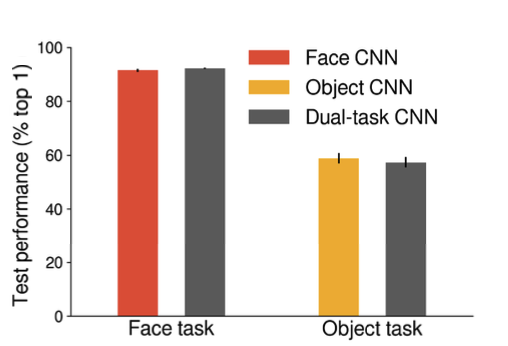 Test performance (% top 1)
100
80
60
40
20
0
Face CNN
Object CNN
Dual-task CNN
Face task
Object task